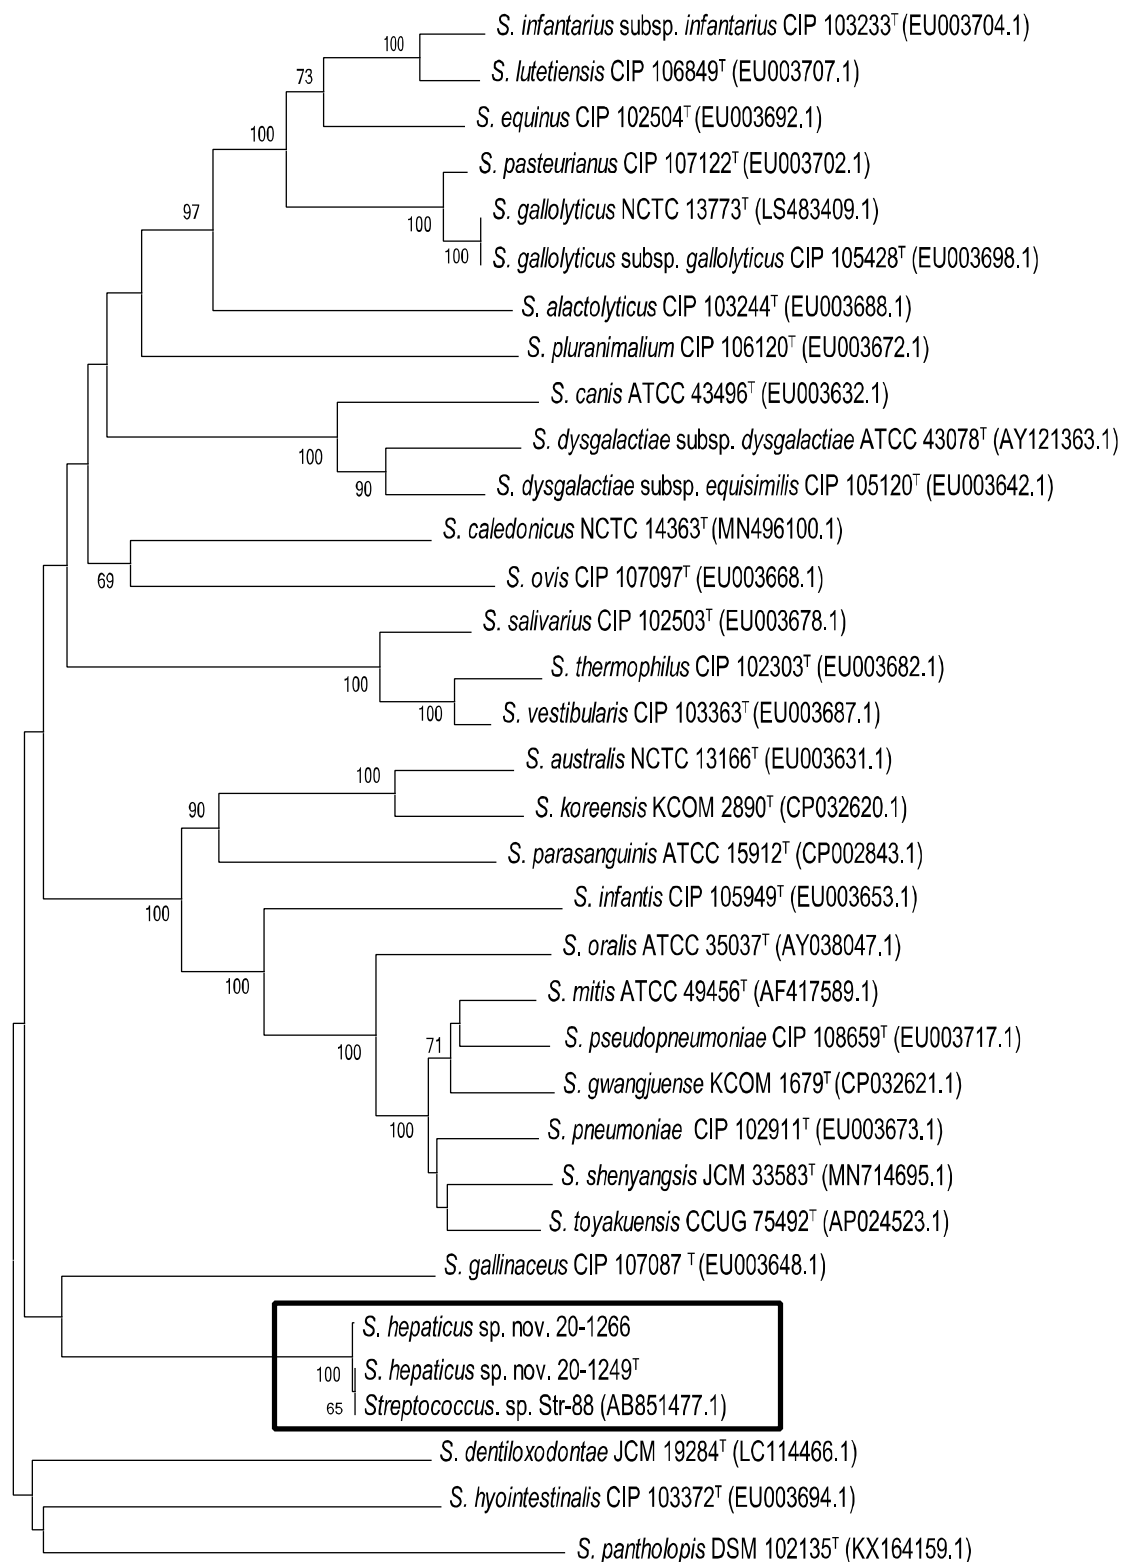 S. infantarius subsp. infantarius CIP 103233ᵀ (EU003704.1)
100
S. lutetiensis CIP 106849ᵀ (EU003707.1)
73
S. equinus CIP 102504ᵀ (EU003692.1)
100
S. pasteurianus CIP 107122ᵀ (EU003702.1)
97
S. gallolyticus NCTC 13773ᵀ (LS483409.1)
100
100
S. gallolyticus subsp. gallolyticus CIP 105428ᵀ (EU003698.1)
S. alactolyticus CIP 103244ᵀ (EU003688.1)
S. pluranimalium CIP 106120ᵀ (EU003672.1)
S. canis ATCC 43496ᵀ (EU003632.1)
S. dysgalactiae subsp. dysgalactiae ATCC 43078ᵀ (AY121363.1)
100
90
S. dysgalactiae subsp. equisimilis CIP 105120ᵀ (EU003642.1)
S. caledonicus NCTC 14363ᵀ (MN496100.1)
69
S. ovis CIP 107097ᵀ (EU003668.1)
S. salivarius CIP 102503ᵀ (EU003678.1)
S. thermophilus CIP 102303ᵀ (EU003682.1)
100
100
S. vestibularis CIP 103363ᵀ (EU003687.1)
S. australis NCTC 13166ᵀ (EU003631.1)
100
90
S. koreensis KCOM 2890ᵀ (CP032620.1)
S. parasanguinis ATCC 15912ᵀ (CP002843.1)
S. infantis CIP 105949ᵀ (EU003653.1)
100
S. oralis ATCC 35037ᵀ (AY038047.1)
100
S. mitis ATCC 49456ᵀ (AF417589.1)
S. pseudopneumoniae CIP 108659ᵀ (EU003717.1)
71
100
S. gwangjuense KCOM 1679ᵀ (CP032621.1)
S. pneumoniae CIP 102911ᵀ (EU003673.1)
100
S. shenyangsis JCM 33583ᵀ (MN714695.1)
S. toyakuensis CCUG 75492ᵀ (AP024523.1)
S. gallinaceus CIP 107087 ᵀ (EU003648.1)
S. hepaticus sp. nov. 20-1266
100
S. hepaticus sp. nov. 20-1249ᵀ
65
Streptococcus. sp. Str-88 (AB851477.1)
S. dentiloxodontae JCM 19284ᵀ (LC114466.1)
S. hyointestinalis CIP 103372ᵀ (EU003694.1)
S. pantholopis DSM 102135ᵀ (KX164159.1)